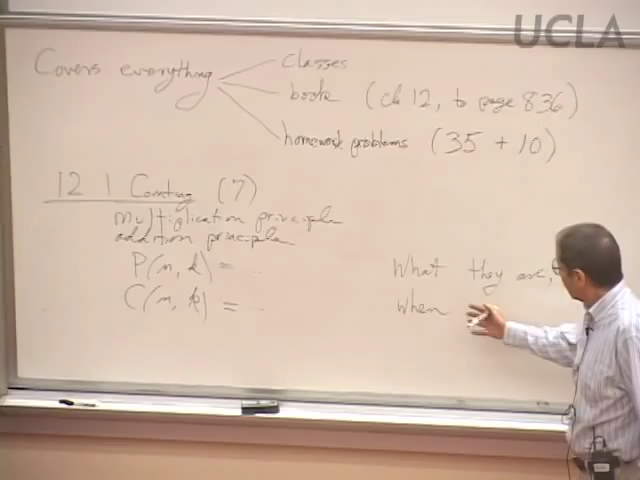 UCLA
Covers everything
classes
book (ch 12, to page 836)
homework problems (35 + 10)
12 1 Counting (7)
multiplication principle
addition principle
P(n, k) = ...
C(n, k) = ...
What they are,
When